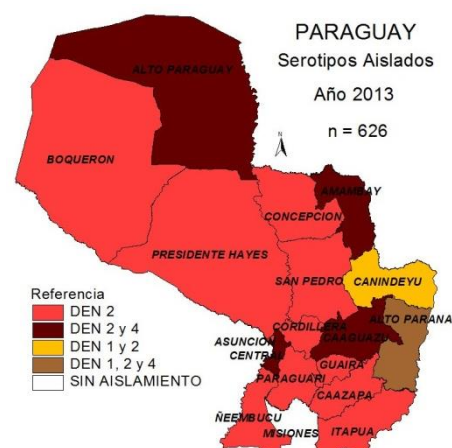 PARAGUAY
Serotipos Aislados
Año 2013
n = 626
N
ALTO PARAGUAY
BOQUERON
AMAMBAY
CONCEPCION
PRESIDENTE HAYES
SAN PEDRO
CANINDEYU
Referencia
DEN 2
DEN 2 y 4
DEN 1 y 2
DEN 1, 2 y 4
SIN AISLAMIENTO
ALTO PARANA
CORDILLERA
CAAGUAZU
ASUNCION
CENTRAL
GUAIRA
PARAGUARI
CAAZAPA
ÑEEMBUCU
MISIONES
ITAPUA